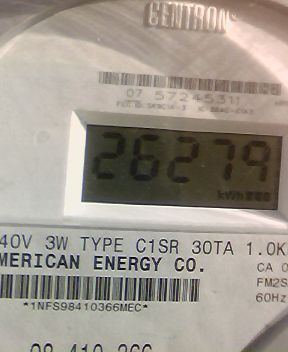 CENTRON
07 57245311
26279
kWh
40V 3W TYPE C1SR 30TA 1.0K
MERICAN ENERGY CO.
CA 0
FM2S
60Hz
*1NFS98410366MEC*